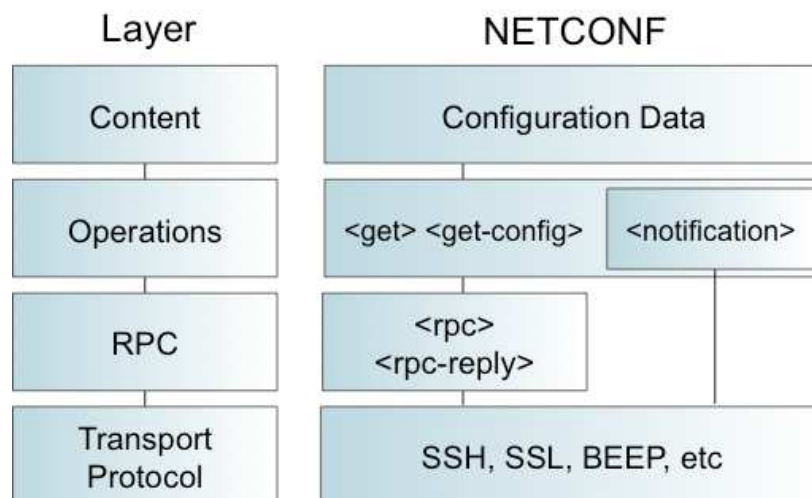 Layer
NETCONF
Content
Configuration Data
Operations
<get> <get-config>
<notification>
RPC
<rpc>
<rpc-reply>
Transport
Protocol
SSH, SSL, BEEP, etc